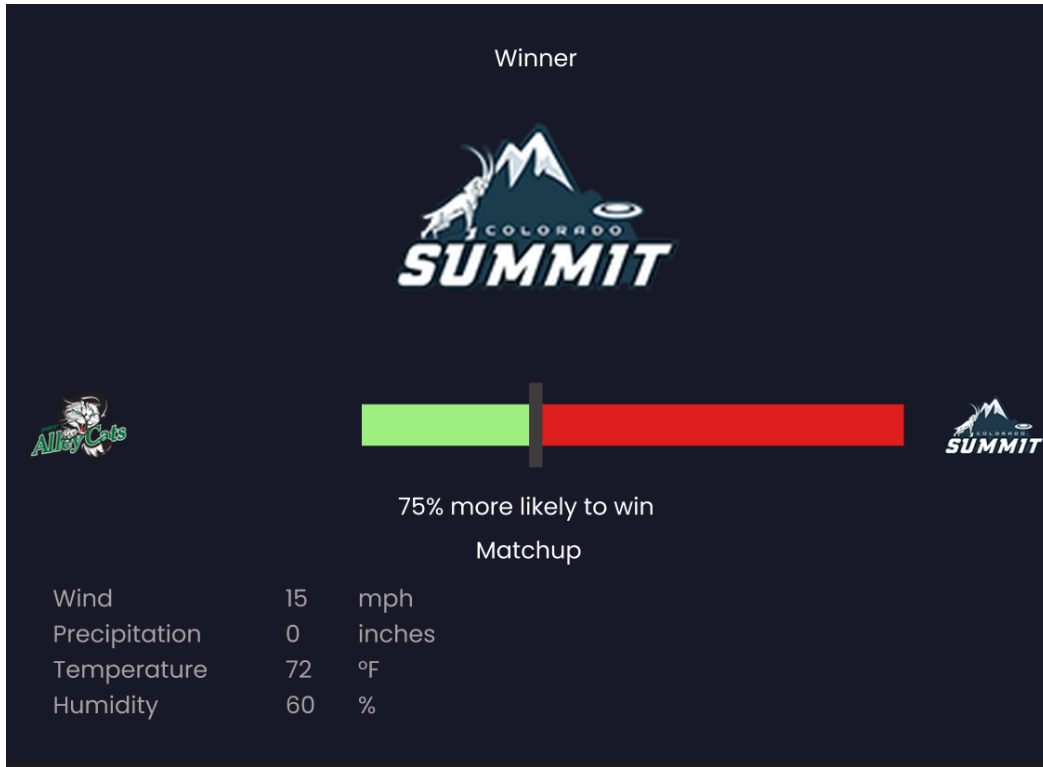 Winner
COLORADO
SUMMIT
Alley Cats
COLORADO
SUMMIT
75% more likely to win
Matchup
Wind 15 mph
Precipitation 0 inches
Temperature 72 °F
Humidity 60 %